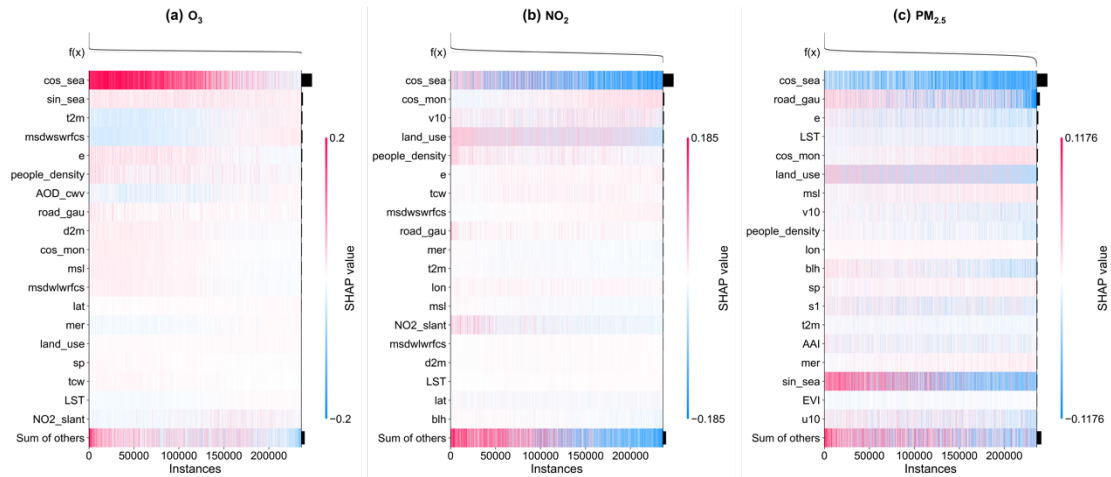 (a) O3
f(x)
cos_sea
sin_sea
t2m
msdwswrfcs
e
people_density
AOD_cwv
road_gau
d2m
cos_mon
msl
msdwlwrfcs
lat
mer
land_use
sp
tcw
LST
NO2_slant
Sum of others
0 50000 100000 150000 200000
Instances
0.2
SHAP value
−0.2
(b) NO2
f(x)
cos_sea
cos_mon
v10
land_use
people_density
e
tcw
msdwswrfcs
road_gau
mer
t2m
lon
msl
NO2_slant
msdwlwrfcs
d2m
LST
lat
blh
Sum of others
0 50000 100000 150000 200000
Instances
0.185
SHAP value
−0.185
(c) PM2.5
f(x)
cos_sea
road_gau
e
LST
cos_mon
land_use
msl
v10
people_density
lon
blh
sp
s1
t2m
AAI
mer
sin_sea
EVI
u10
Sum of others
0 50000 100000 150000 200000
Instances
0.1176
SHAP value
−0.1176